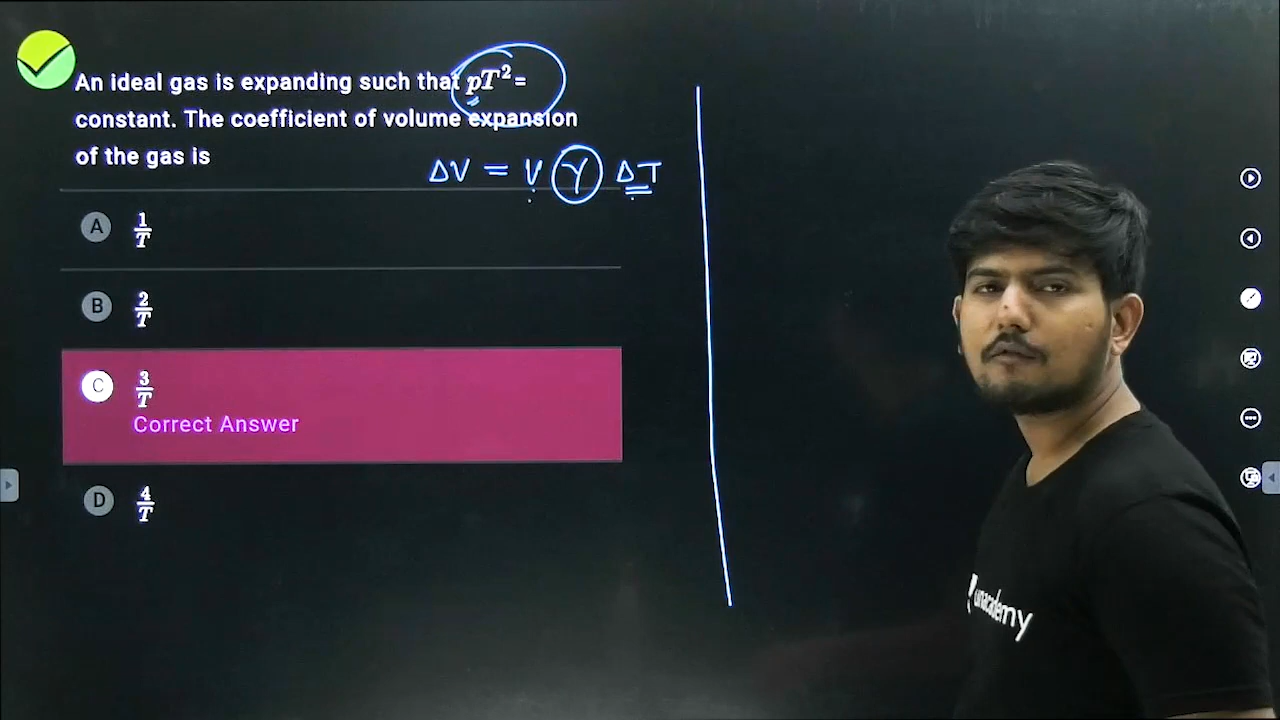 An ideal gas is expanding such that pT²=
constant. The coefficient of volume expansion
of the gas is
ΔV = V γ ΔT
A 1/T
B 2/T
C 3/T
Correct Answer
D 4/T
unacademy